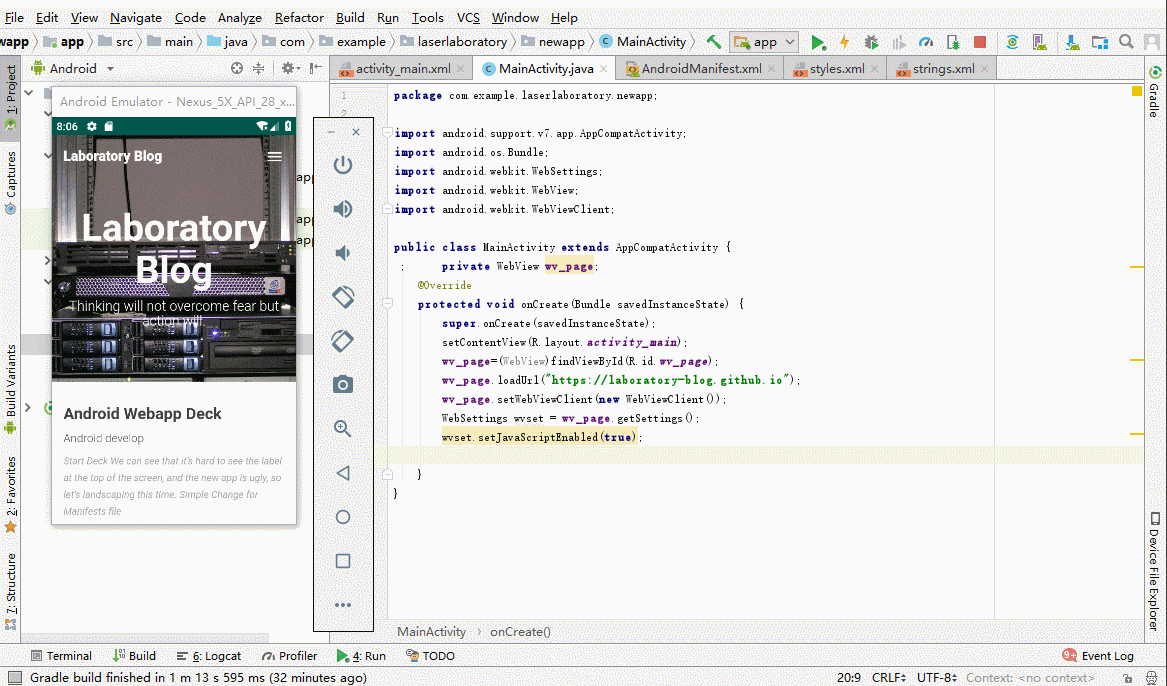 File Edit View Navigate Code Analyze Refactor Build Run Tools VCS Window Help
wapp app src main java com example laserlaboratory newapp MainActivity app
1: Project
Captures
Build Variants
2: Favorites
7: Structure
Android
activity_main.xml MainActivity.java AndroidManifest.xml styles.xml strings.xml
Android Emulator - Nexus_5X_API_28_x...
8:06
Laboratory Blog
Laboratory
Blog
Thinking will not overcome fear but
action will
Android Webapp Deck
Android develop
Start Deck We can see that it's hard to see the label
at the top of the screen, and the new app is ugly, so
let's landscaping this time. Simple Change for
Manifests file
app
app
app
1
2
package com.example.laserlaboratory.newapp;
import android.support.v7.app.AppCompatActivity;
import android.os.Bundle;
import android.webkit.WebSettings;
import android.webkit.WebView;
import android.webkit.WebViewClient;
public class MainActivity extends AppCompatActivity {
; private WebView wv_page;
@Override
protected void onCreate(Bundle savedInstanceState) {
super.onCreate(savedInstanceState);
setContentView(R.layout.activity_main);
wv_page=(WebView)findViewById(R.id.wv_page);
wv_page.loadUrl("https://laboratory-blog.github.io");
wv_page.setWebViewClient(new WebViewClient());
WebSettings wvset = wv_page.getSettings();
wvset.setJavaScriptEnabled(true);
}
}
MainActivity onCreate()
Gradle
Device File Explorer
Terminal Build 6: Logcat Profiler 4: Run TODO 9+ Event Log
Gradle build finished in 1 m 13 s 595 ms (32 minutes ago) 20:9 CRLF UTF-8 Context: <no context>